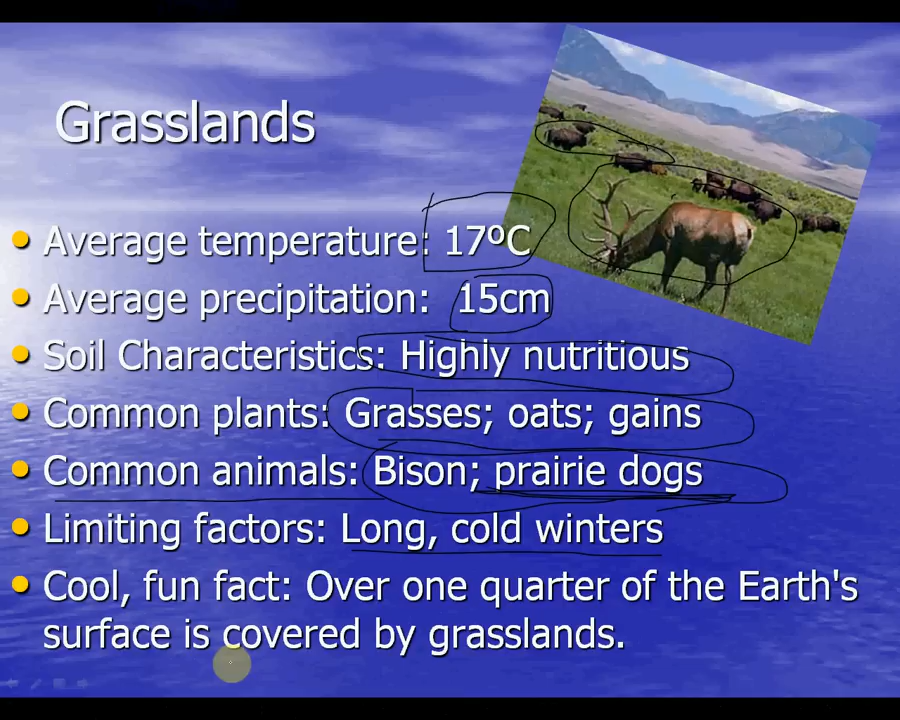 Grasslands
Average temperature: 17ºC
Average precipitation: 15cm
Soil Characteristics: Highly nutritious
Common plants: Grasses; oats; gains
Common animals: Bison; prairie dogs
Limiting factors: Long, cold winters
Cool, fun fact: Over one quarter of the Earth's
surface is covered by grasslands.